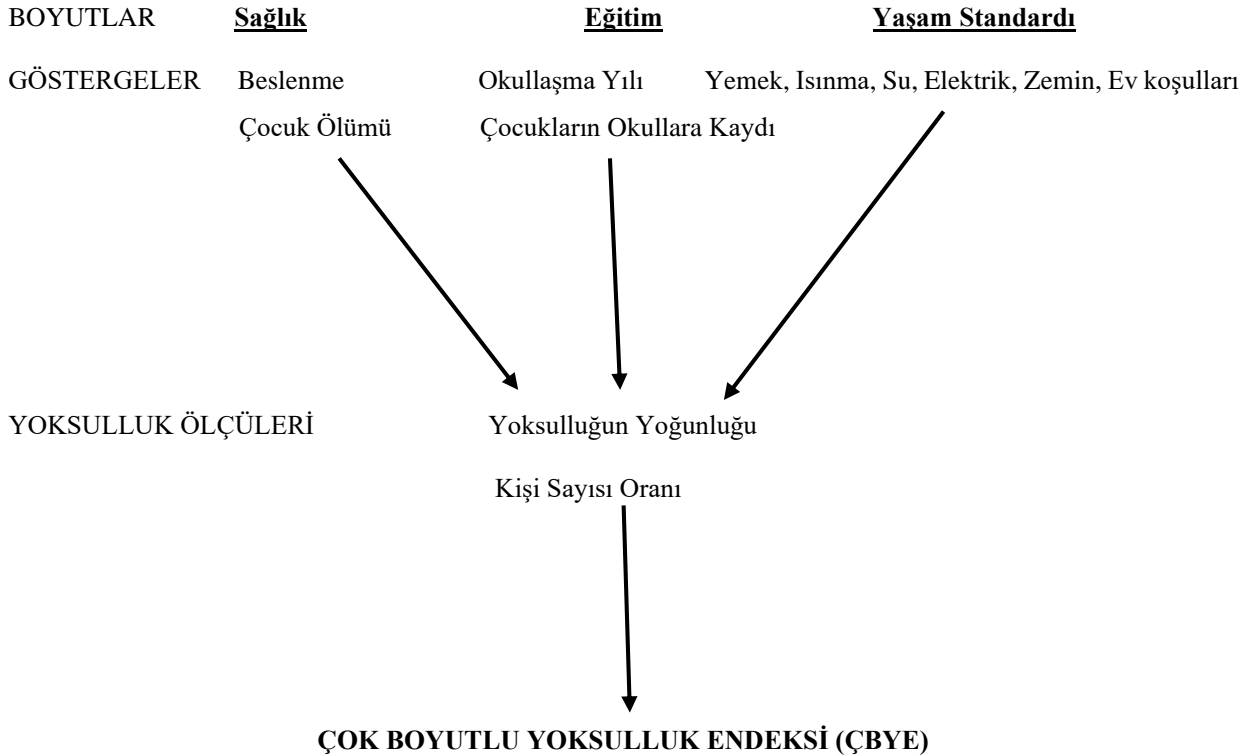 BOYUTLAR Sağlık Eğitim Yaşam Standardı
GÖSTERGELER Beslenme Okullaşma Yılı Yemek, Isınma, Su, Elektrik, Zemin, Ev koşulları
Çocuk Ölümü Çocukların Okullara Kaydı
YOKSULLUK ÖLÇÜLERİ Yoksulluğun Yoğunluğu
Kişi Sayısı Oranı
ÇOK BOYUTLU YOKSULLUK ENDEKSİ (ÇBYE)